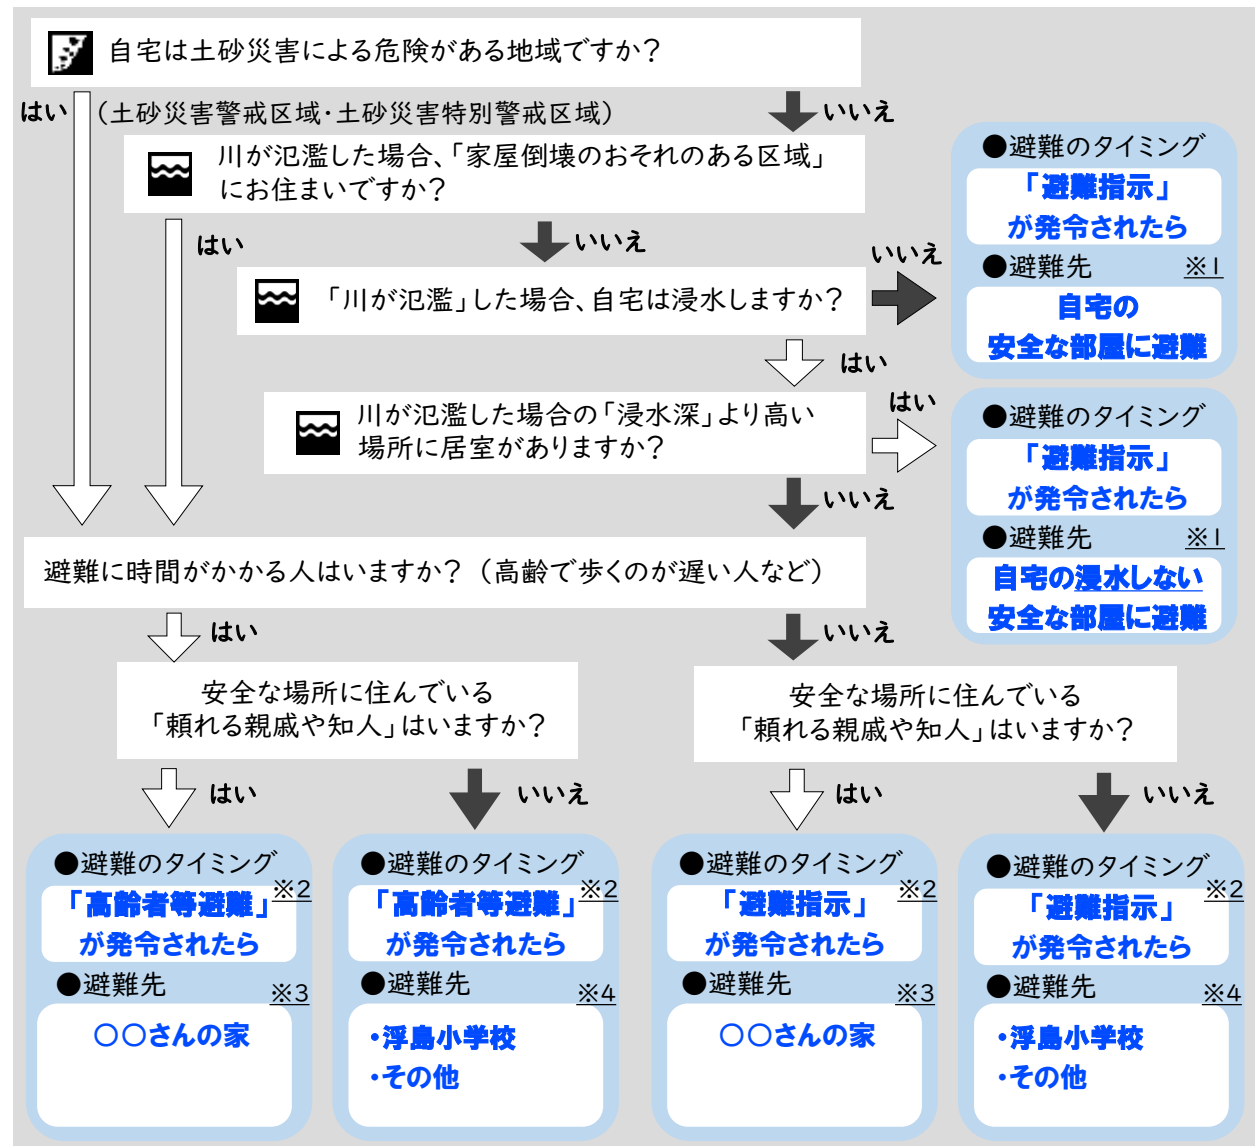 自宅は土砂災害による危険がある地域ですか？
はい
（土砂災害警戒区域・土砂災害特別警戒区域）
いいえ
川が氾濫した場合、「家屋倒壊のおそれのある区域」
にお住まいですか？
はい
いいえ
「川が氾濫」した場合、自宅は浸水しますか？
いいえ
●避難のタイミング
「避難指示」
が発令されたら
●避難先 ※1
自宅の
安全な部屋に避難
はい
川が氾濫した場合の「浸水深」より高い
場所に居室がありますか？
はい
●避難のタイミング
「避難指示」
が発令されたら
●避難先 ※1
自宅の浸水しない
安全な部屋に避難
いいえ
避難に時間がかかる人はいますか？（高齢で歩くのが遅い人など）
はい
いいえ
安全な場所に住んでいる
「頼れる親戚や知人」はいますか？
安全な場所に住んでいる
「頼れる親戚や知人」はいますか？
はい
いいえ
はい
いいえ
●避難のタイミング
※2
「高齢者等避難」
が発令されたら
●避難先 ※3
○○さんの家
●避難のタイミング
※2
「高齢者等避難」
が発令されたら
●避難先 ※4
・浮島小学校
・その他
●避難のタイミング
※2
「避難指示」
が発令されたら
●避難先 ※3
○○さんの家
●避難のタイミング
※2
「避難指示」
が発令されたら
●避難先 ※4
・浮島小学校
・その他